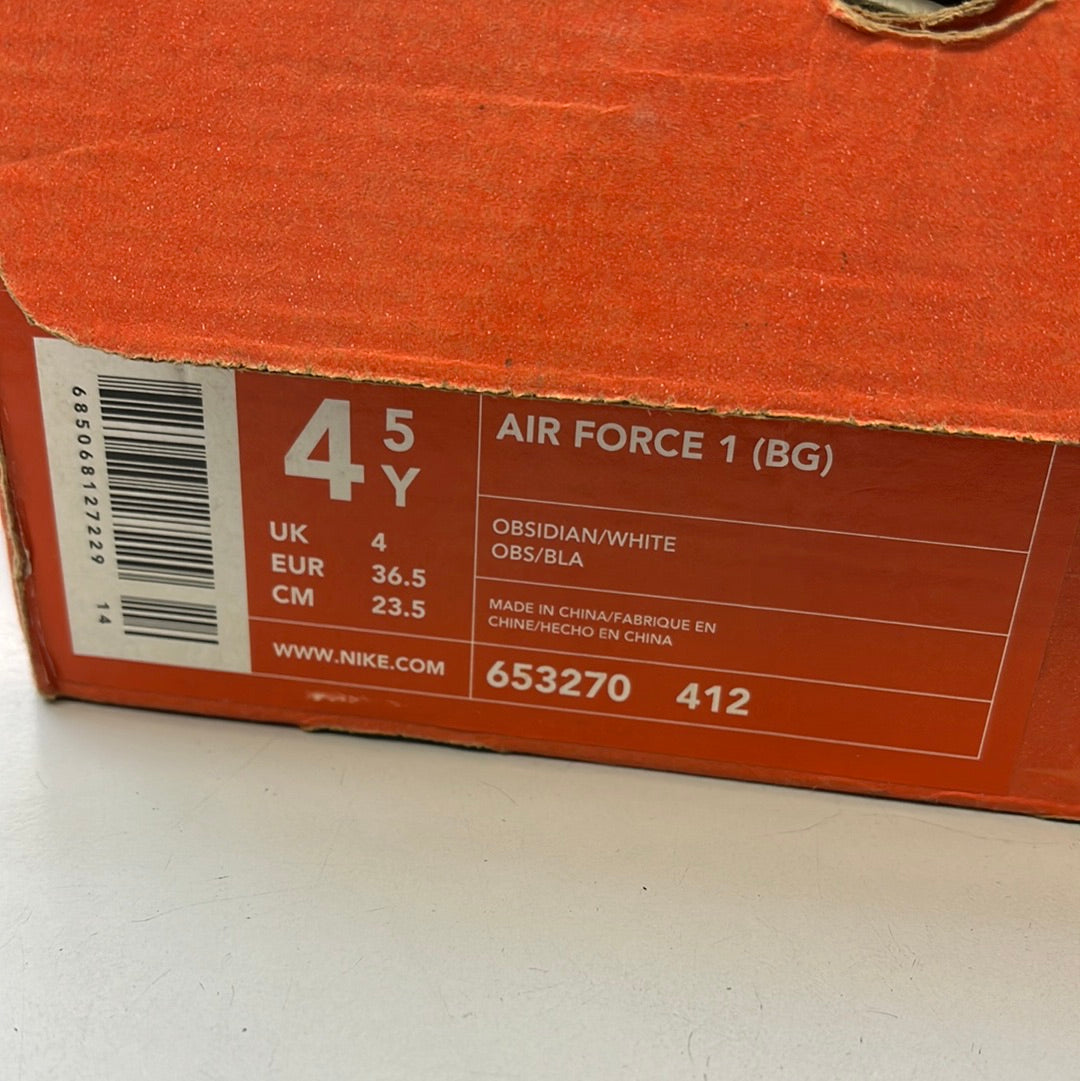 685068127229 14
4 5 Y
UK 4
EUR 36.5
CM 23.5
WWW.NIKE.COM
AIR FORCE 1 (BG)
OBSIDIAN/WHITE
OBS/BLA
MADE IN CHINA/FABRIQUE EN
CHINE/HECHO EN CHINA
653270 412